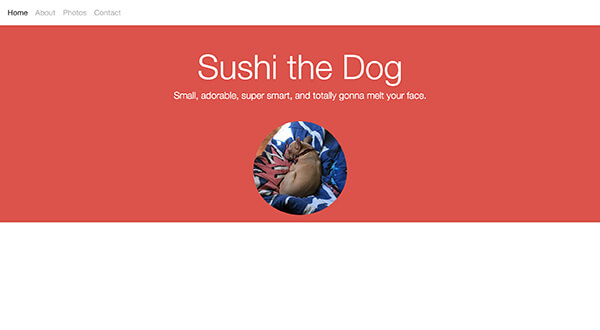 Home About Photos Contact
Sushi the Dog
Small, adorable, super smart, and totally gonna melt your face.